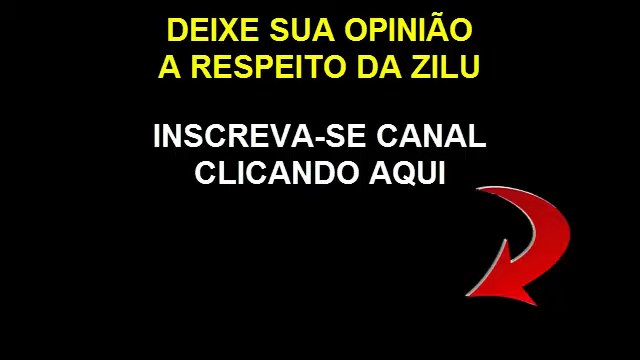 DEIXE SUA OPINIÃO
A RESPEITO DA ZILU
INSCREVA-SE CANAL
CLICANDO AQUI